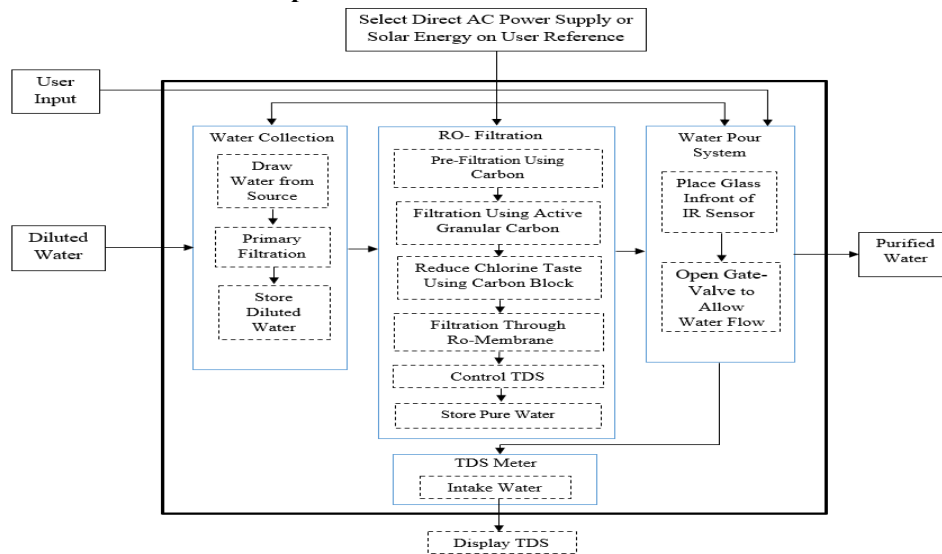 Select Direct AC Power Supply or
Solar Energy on User Reference
User
Input
Water Collection
Draw
Water from
Source
Primary
Filtration
Store
Diluted
Water
RO- Filtration
Pre-Filtration Using
Carbon
Filtration Using Active
Granular Carbon
Reduce Chlorine Taste
Using Carbon Block
Filtration Through
Ro-Membrane
Control TDS
Store Pure Water
Water Pour
System
Place Glass
Infront of
IR Sensor
Open Gate-
Valve to
Allow
Water Flow
Diluted
Water
Purified
Water
TDS Meter
Intake Water
Display TDS